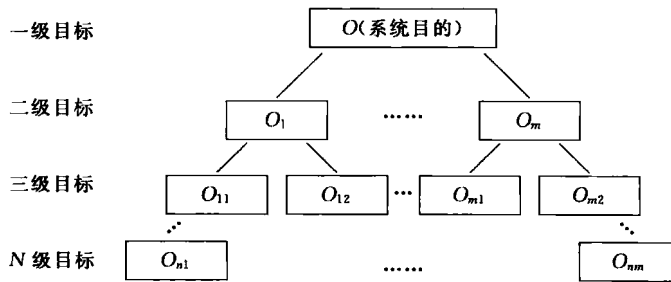 一级目标 O(系统目的)
二级目标 O₁ …… Oₘ
三级目标 O₁₁ O₁₂ … Oₘ₁ Oₘ₂
N 级目标 Oₙ₁ …… Oₙₘ